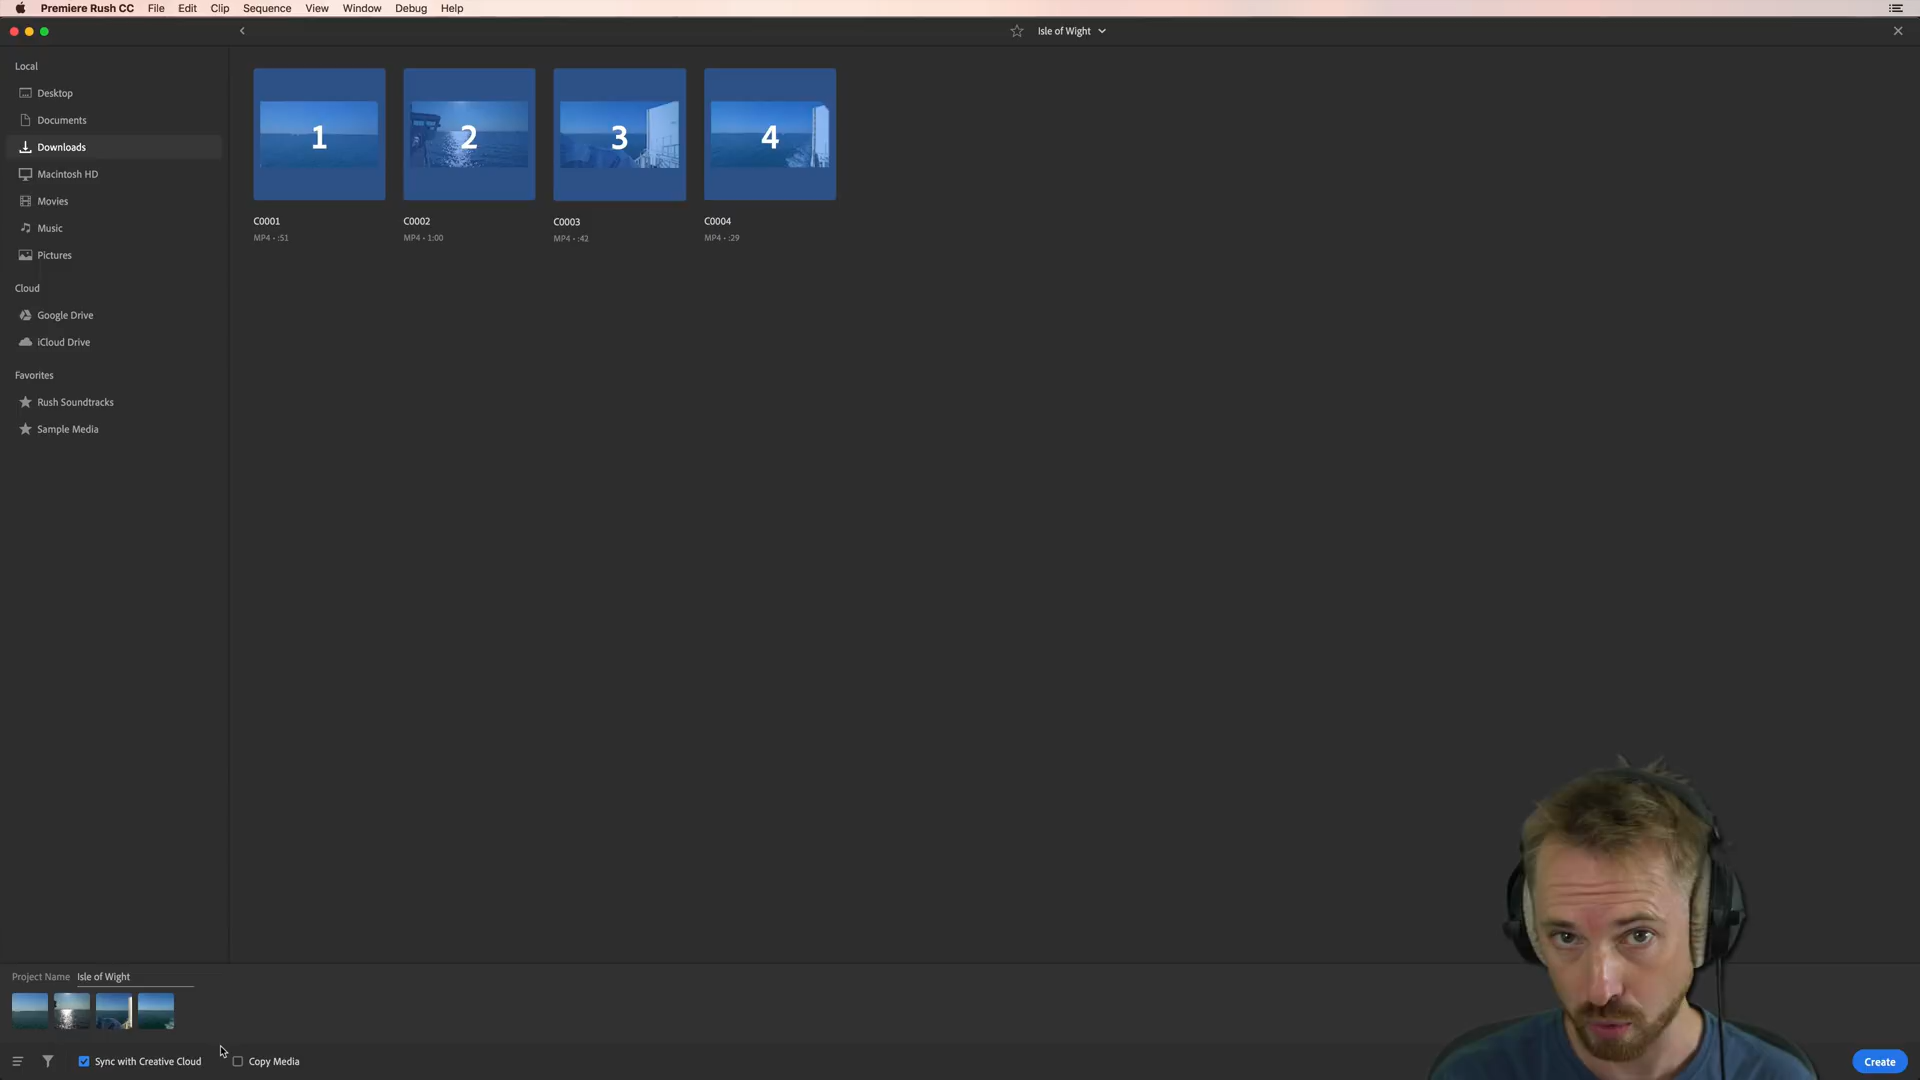 Premiere Rush CC File Edit Clip Sequence View Window Debug Help
Isle of Wight
Local
Desktop
Documents
Downloads
Macintosh HD
Movies
Music
Pictures
Cloud
Google Drive
iCloud Drive
Favorites
Rush Soundtracks
Sample Media
1 2 3 4
C0001 C0002 C0003 C0004
MP4 • :51 MP4 • 1:00 MP4 • :42 MP4 • :29
Project Name Isle of Wight
Sync with Creative Cloud Copy Media Create